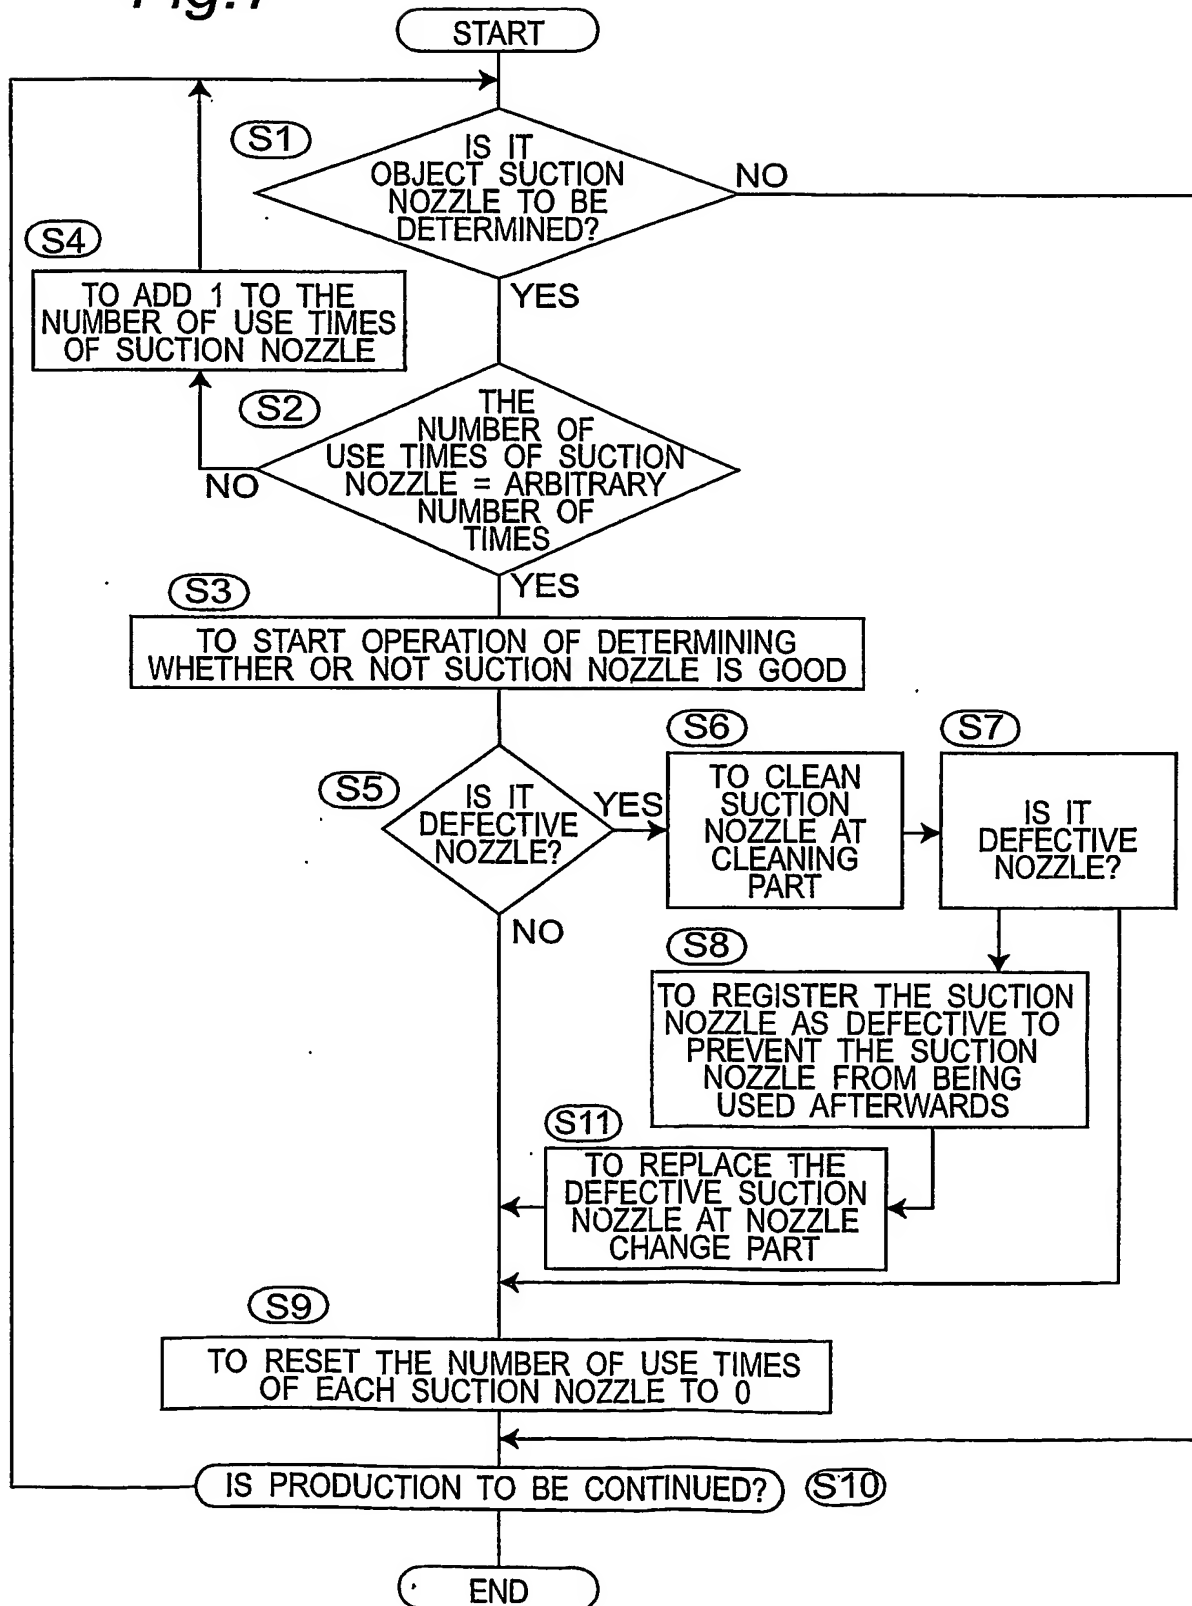 START
S1
IS IT
OBJECT SUCTION
NOZZLE TO BE
DETERMINED?
NO
YES
S4
TO ADD 1 TO THE
NUMBER OF USE TIMES
OF SUCTION NOZZLE
S2
THE
NUMBER OF
USE TIMES OF SUCTION
NOZZLE = ARBITRARY
NUMBER OF
TIMES
NO
YES
S3
TO START OPERATION OF DETERMINING
WHETHER OR NOT SUCTION NOZZLE IS GOOD
S5
IS IT
DEFECTIVE
NOZZLE?
YES
NO
S6
TO CLEAN
SUCTION
NOZZLE AT
CLEANING
PART
S7
IS IT
DEFECTIVE
NOZZLE?
S8
TO REGISTER THE SUCTION
NOZZLE AS DEFECTIVE TO
PREVENT THE SUCTION
NOZZLE FROM BEING
USED AFTERWARDS
S11
TO REPLACE THE
DEFECTIVE SUCTION
NOZZLE AT NOZZLE
CHANGE PART
S9
TO RESET THE NUMBER OF USE TIMES
OF EACH SUCTION NOZZLE TO 0
IS PRODUCTION TO BE CONTINUED?
S10
END